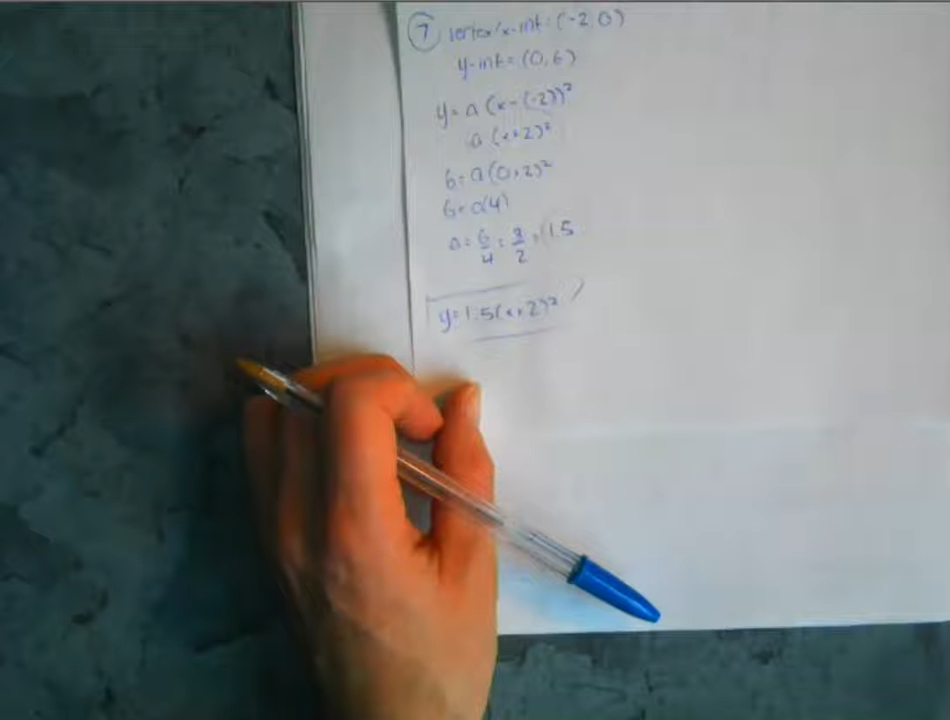 7 vertex/x-int: (-2,0)
y-int = (0,6)
y = a (x-(-2))²
a (x+2)²
6 = a(0+2)²
6 = a(4)
a = 6/4 = 3/2 = 1.5
y = 1.5(x+2)²